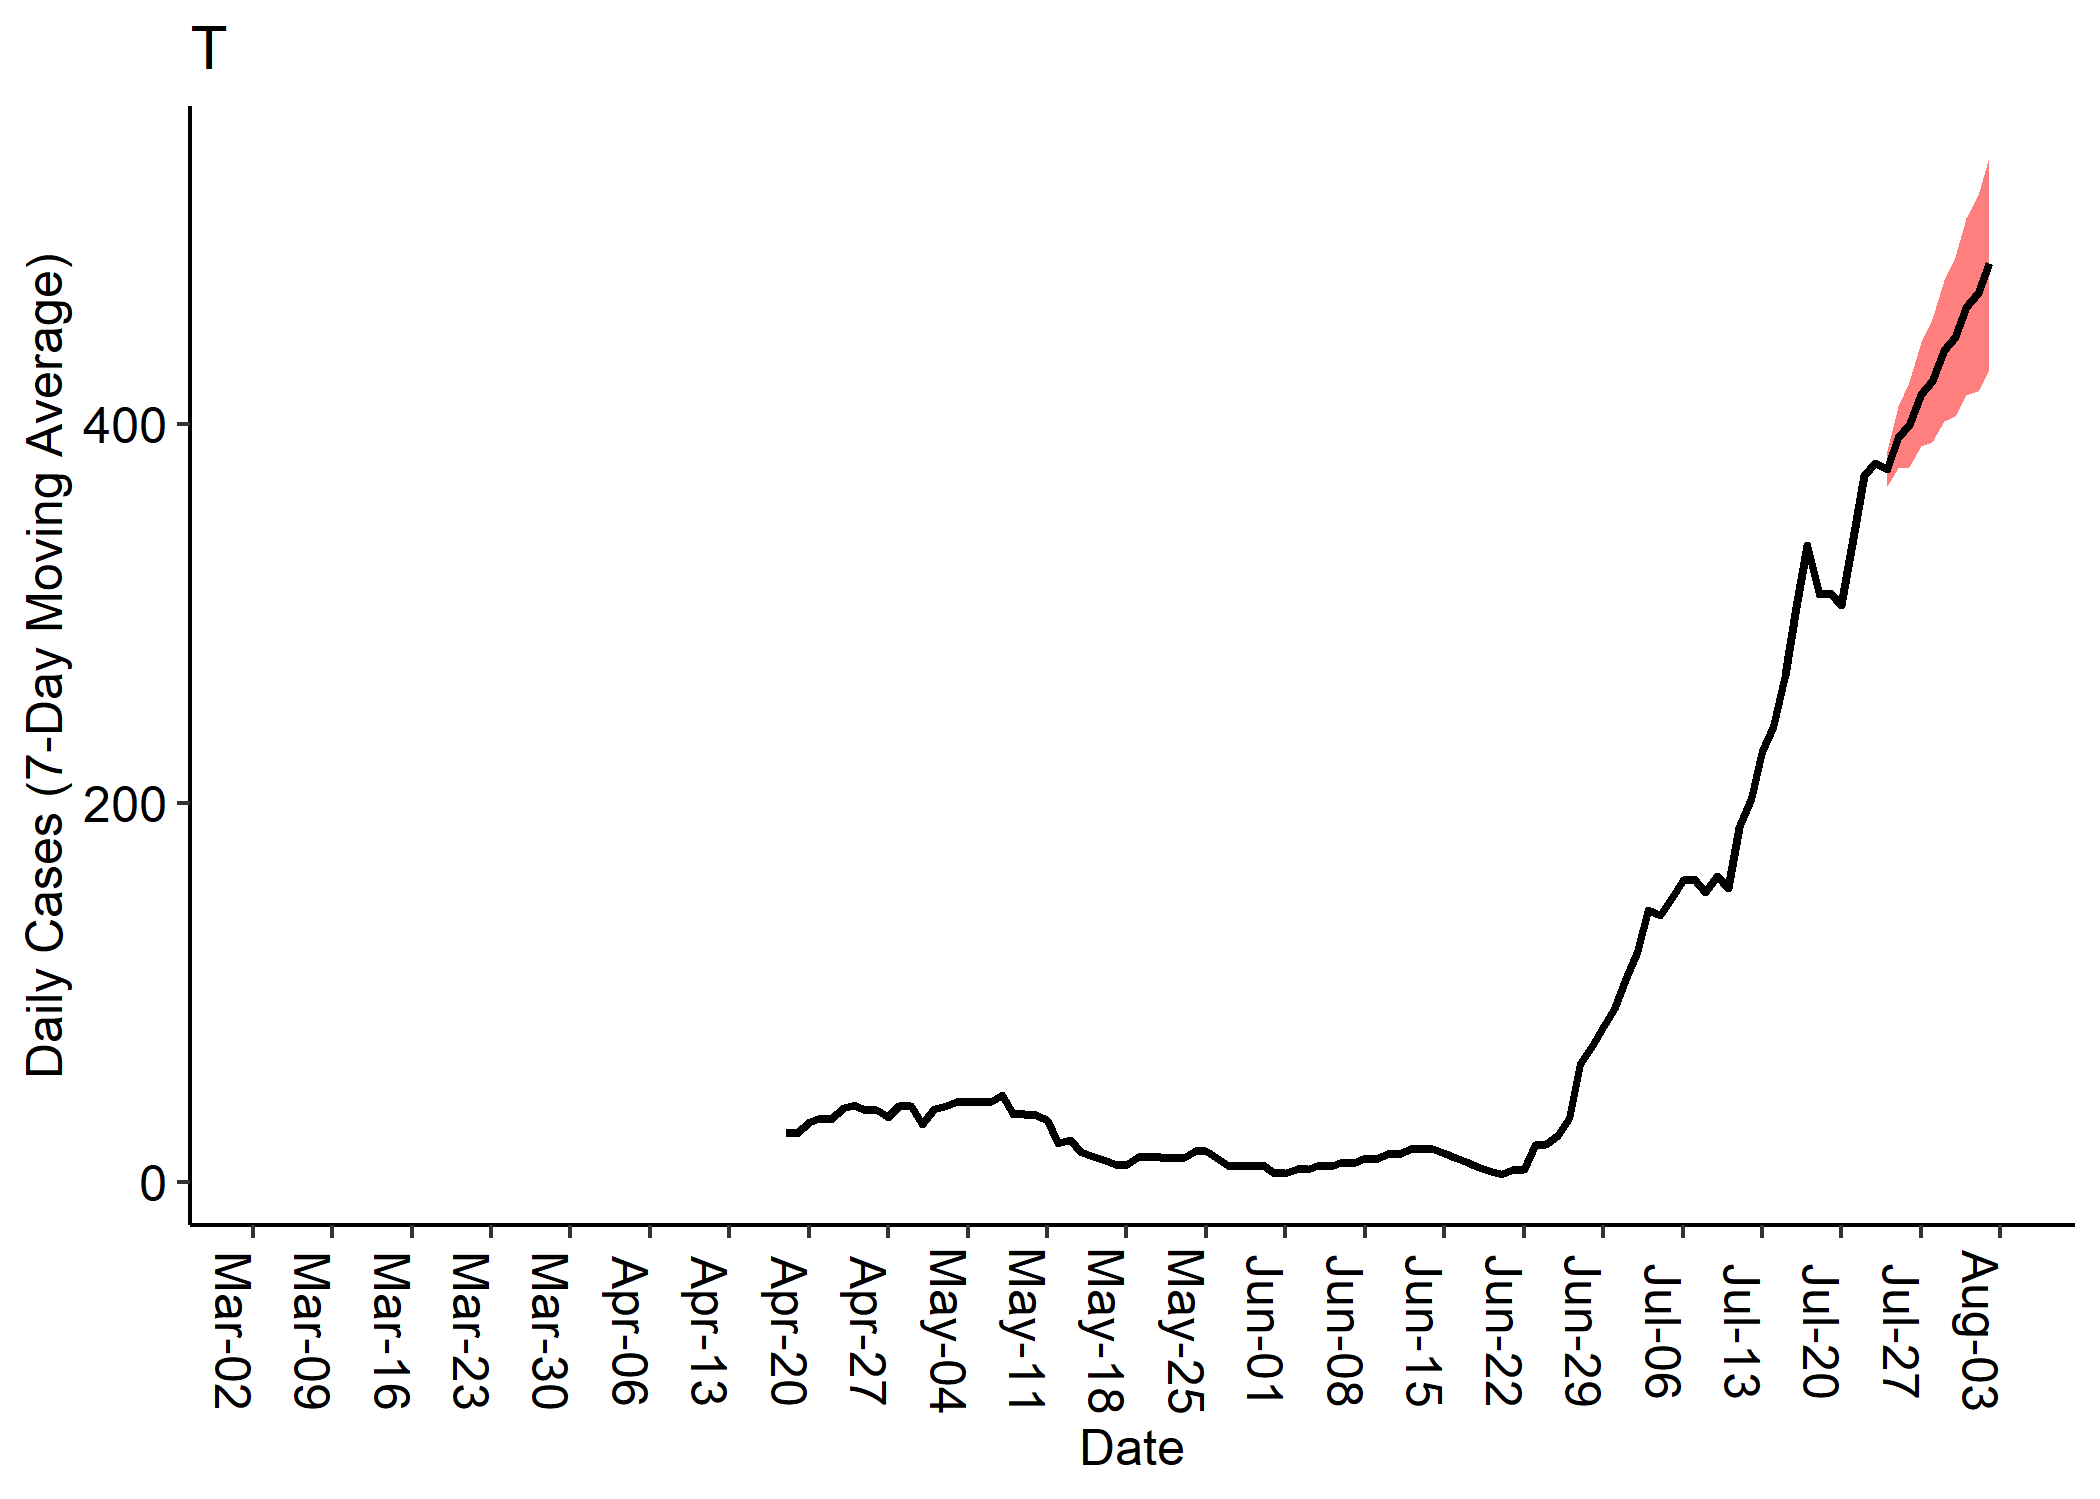 T
Daily Cases (7-Day Moving Average)
400
200
0
Mar-02
Mar-09
Mar-16
Mar-23
Mar-30
Apr-06
Apr-13
Apr-20
Apr-27
May-04
May-11
May-18
May-25
Jun-01
Jun-08
Jun-15
Jun-22
Jun-29
Jul-06
Jul-13
Jul-20
Jul-27
Aug-03
Date